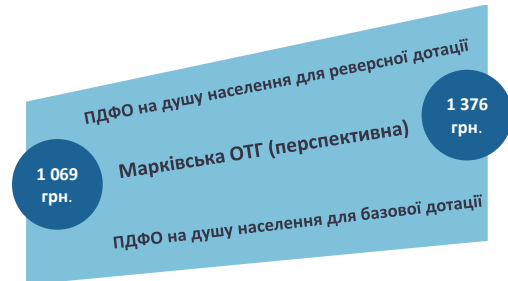 ПДФО на душу населення для реверсної дотації
1 376
грн.
Марківська ОТГ (перспективна)
1 069
грн.
ПДФО на душу населення для базової дотації